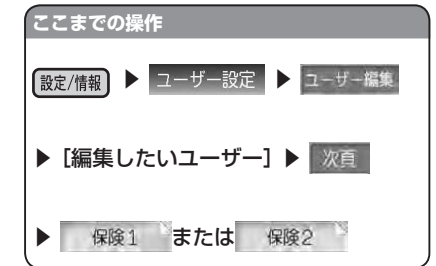 ここまでの操作
設定/情報 ▶ ユーザー設定 ▶ ユーザー編集
▶ [編集したいユーザー] ▶ 次頁
▶ 保険1 または 保険2